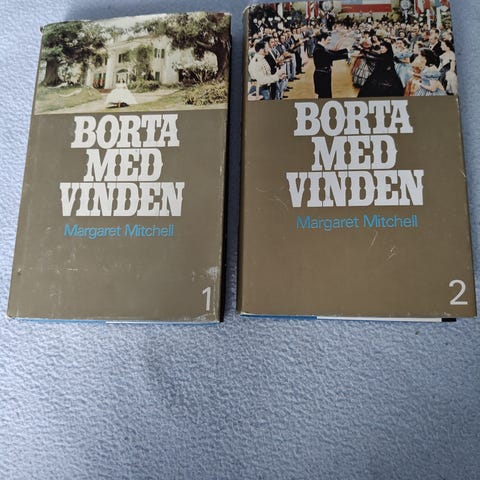 BORTA
MED
VINDEN
Margaret Mitchell
1
BORTA
MED
VINDEN
Margaret Mitchell
2